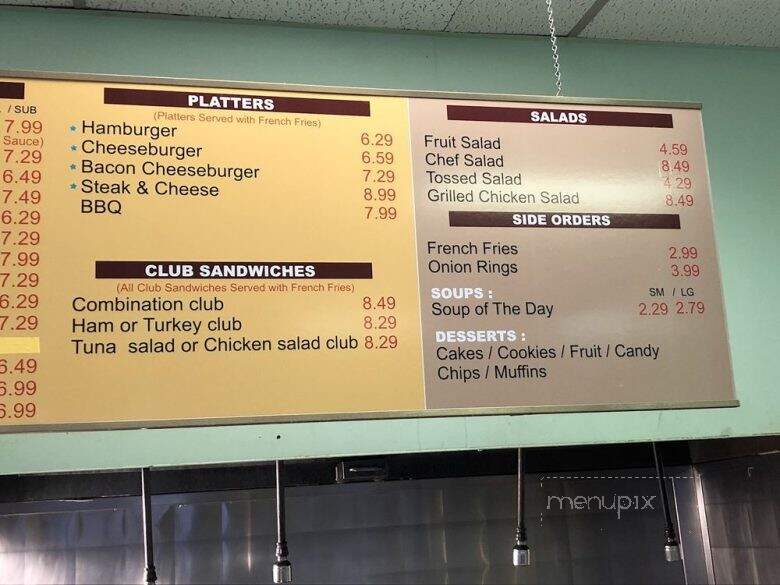 / SUB
7.99
Sauce)
7.29
6.49
7.49
6.29
7.29
7.99
7.29
6.29
7.29
6.49
6.99
6.99
PLATTERS
(Platters Served with French Fries)
* Hamburger 6.29
* Cheeseburger 6.59
* Bacon Cheeseburger 7.29
* Steak & Cheese 8.99
BBQ 7.99
CLUB SANDWICHES
(All Club Sandwiches Served with French Fries)
Combination club 8.49
Ham or Turkey club 8.29
Tuna salad or Chicken salad club 8.29
SALADS
Fruit Salad 4.59
Chef Salad 8.49
Tossed Salad 4.29
Grilled Chicken Salad 8.49
SIDE ORDERS
French Fries 2.99
Onion Rings 3.99
SOUPS : SM / LG
Soup of The Day 2.29 2.79
DESSERTS :
Cakes / Cookies / Fruit / Candy
Chips / Muffins
menupix